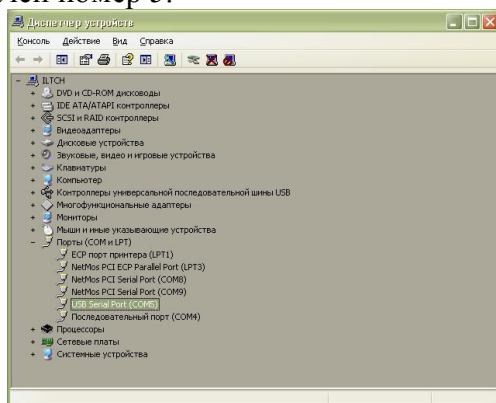 номер 5.
Диспетчер устройств
Консоль Действие Вид Справка
ILTCH
DVD и CD-ROM дисководы
IDE ATA/ATAPI контроллеры
SCSI и RAID контроллеры
Видеоадаптеры
Дисковые устройства
Звуковые, видео и игровые устройства
Клавиатуры
Компьютер
Контроллеры универсальной последовательной шины USB
Многофункциональные адаптеры
Мониторы
Мыши и иные указывающие устройства
Порты (COM и LPT)
ECP порт принтера (LPT1)
NetMos PCI ECP Parallel Port (LPT3)
NetMos PCI Serial Port (COM8)
NetMos PCI Serial Port (COM9)
USB Serial Port (COM5)
Последовательный порт (COM4)
Процессоры
Сетевые платы
Системные устройства